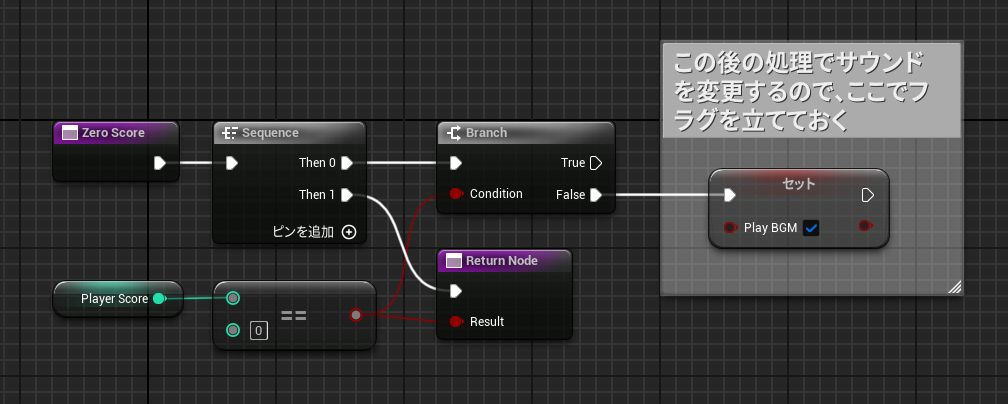 この後の処理でサウンド
を変更するので、ここでフ
ラグを立てておく
Zero Score
Sequence
Then 0
Then 1
ピンを追加
Branch
True
Condition
False
セット
Play BGM
Player Score
==
0
Return Node
Result